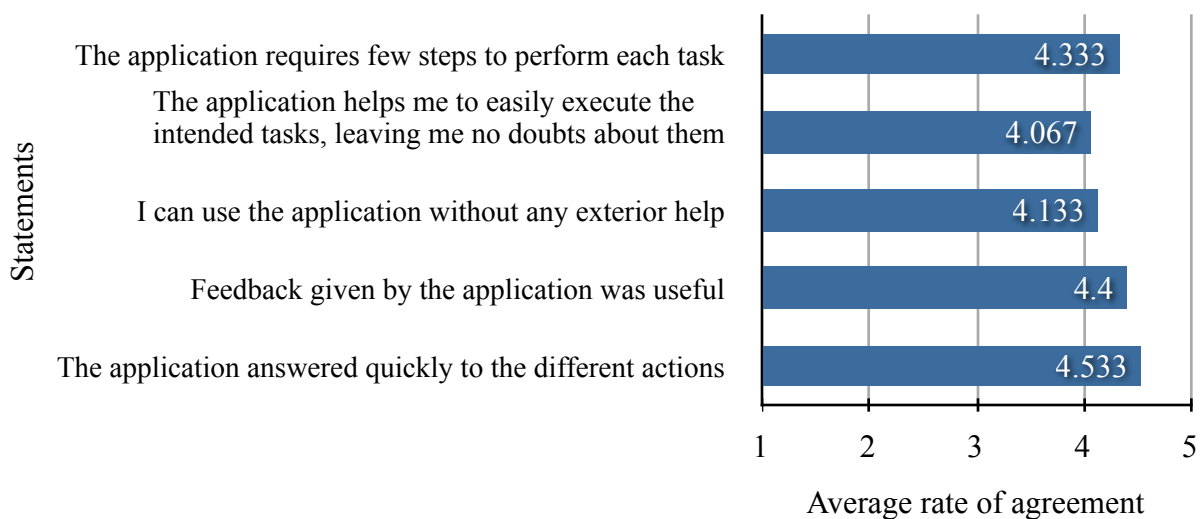 Statements
The application requires few steps to perform each task
4.333
The application helps me to easily execute the
intended tasks, leaving me no doubts about them
4.067
I can use the application without any exterior help
4.133
Feedback given by the application was useful
4.4
The application answered quickly to the different actions
4.533
1 2 3 4 5
Average rate of agreement